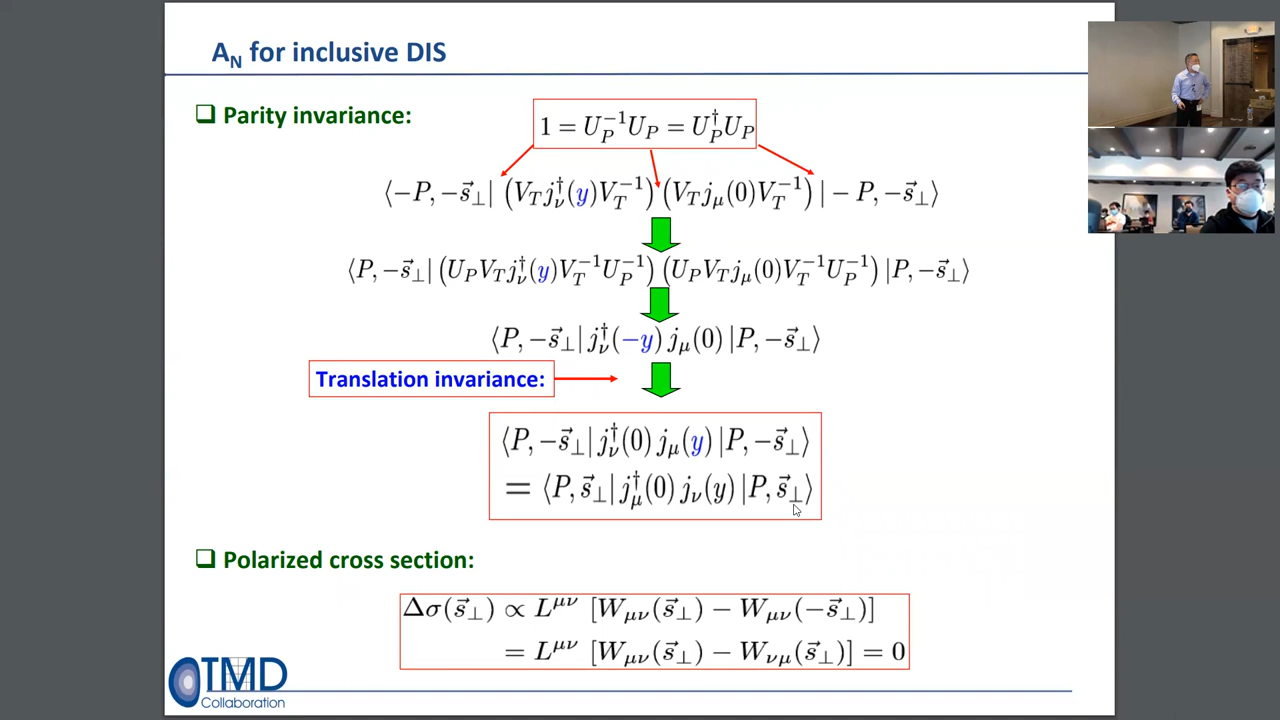 A_N for inclusive DIS
❑ Parity invariance:
1 = U_P^{-1} U_P = U_P^† U_P
⟨−P, −s⃗_⊥| (V_T j_ν^†(y) V_T^{-1}) (V_T j_μ(0) V_T^{-1}) |−P, −s⃗_⊥⟩
⟨P, −s⃗_⊥| (U_P V_T j_ν^†(y) V_T^{-1} U_P^{-1}) (U_P V_T j_μ(0) V_T^{-1} U_P^{-1}) |P, −s⃗_⊥⟩
⟨P, −s⃗_⊥| j_ν^†(−y) j_μ(0) |P, −s⃗_⊥⟩
Translation invariance:
⟨P, −s⃗_⊥| j_ν^†(0) j_μ(y) |P, −s⃗_⊥⟩
= ⟨P, s⃗_⊥| j_μ^†(0) j_ν(y) |P, s⃗_⊥⟩
❑ Polarized cross section:
Δσ(s⃗_⊥) ∝ L^{μν} [W_{μν}(s⃗_⊥) − W_{μν}(−s⃗_⊥)]
= L^{μν} [W_{μν}(s⃗_⊥) − W_{νμ}(s⃗_⊥)] = 0
TMD
Collaboration